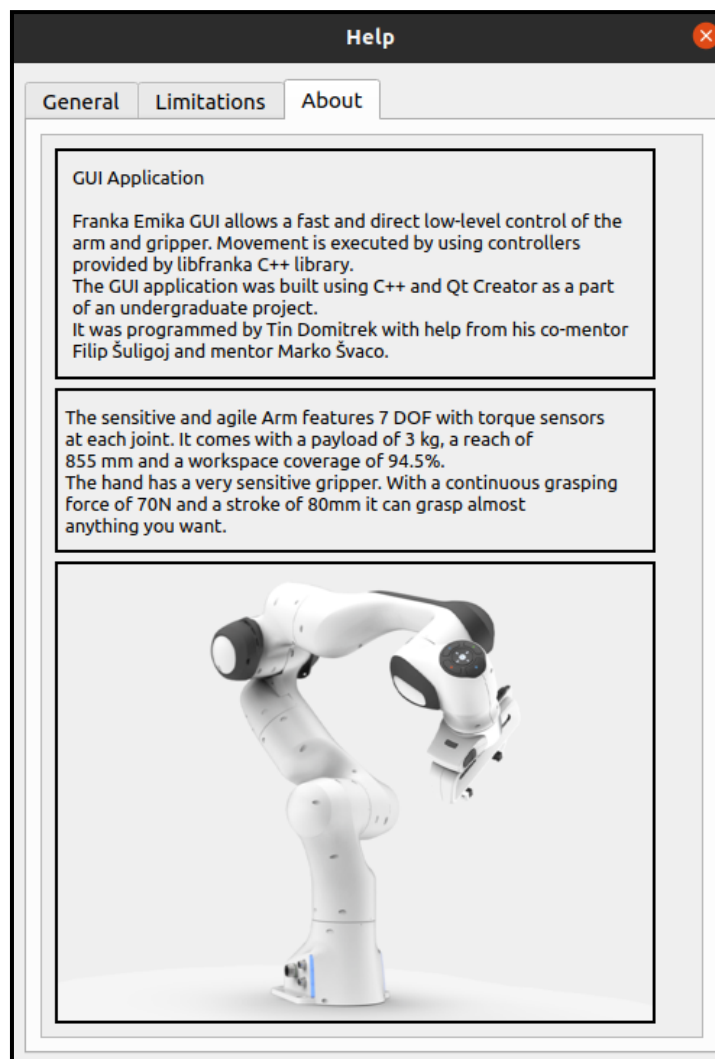 Help
General
Limitations
About
GUI Application
Franka Emika GUI allows a fast and direct low-level control of the
arm and gripper. Movement is executed by using controllers
provided by libfranka C++ library.
The GUI application was built using C++ and Qt Creator as a part
of an undergraduate project.
It was programmed by Tin Domitrek with help from his co-mentor
Filip Šuligoj and mentor Marko Švaco.
The sensitive and agile Arm features 7 DOF with torque sensors
at each joint. It comes with a payload of 3 kg, a reach of
855 mm and a workspace coverage of 94.5%.
The hand has a very sensitive gripper. With a continuous grasping
force of 70N and a stroke of 80mm it can grasp almost
anything you want.